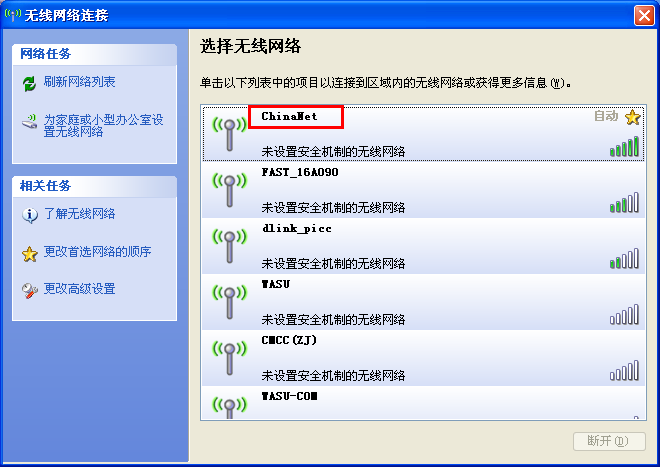 无线网络连接
网络任务
刷新网络列表
为家庭或小型办公室设
置无线网络
相关任务
了解无线网络
更改首选网络的顺序
更改高级设置
选择无线网络
单击以下列表中的项目以连接到区域内的无线网络或获得更多信息(W)。
ChinaNet
自动
未设置安全机制的无线网络
FAST_16A090
未设置安全机制的无线网络
dlink_picc
未设置安全机制的无线网络
WASU
未设置安全机制的无线网络
CMCC(ZJ)
未设置安全机制的无线网络
WASU-COM
断开(D)